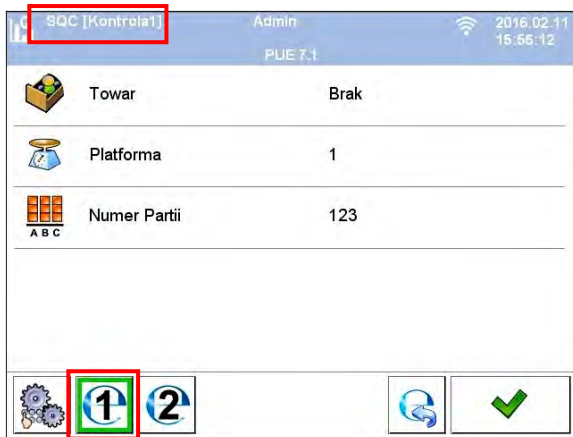 SQC [Kontrola1] Admin 2016.02.11
15:56:12
PUE 7.1
Towar Brak
Platforma 1
A B C
Numer Partii 123
1 2